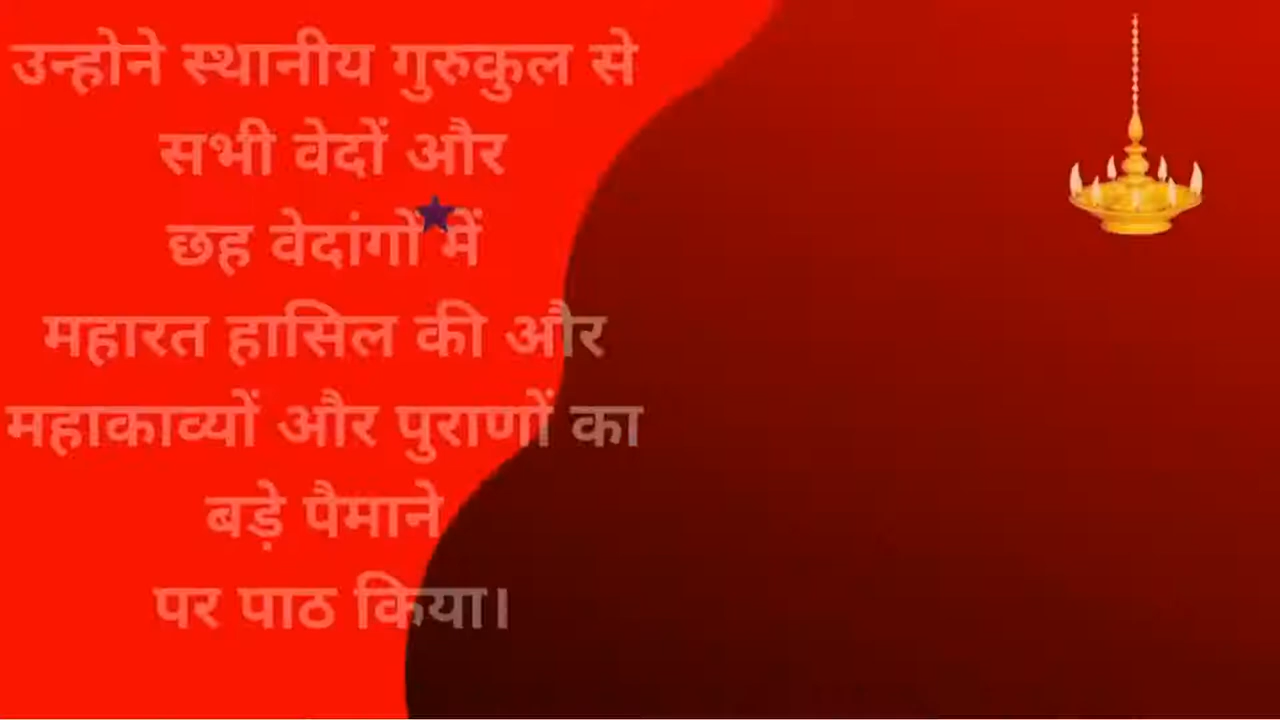 उन्होने स्थानीय गुरुकुल से
सभी वेदों और
छह वेदांगों में
महारत हासिल की और
महाकाव्यों और पुराणों का
बड़े पैमाने
पर पाठ किया।